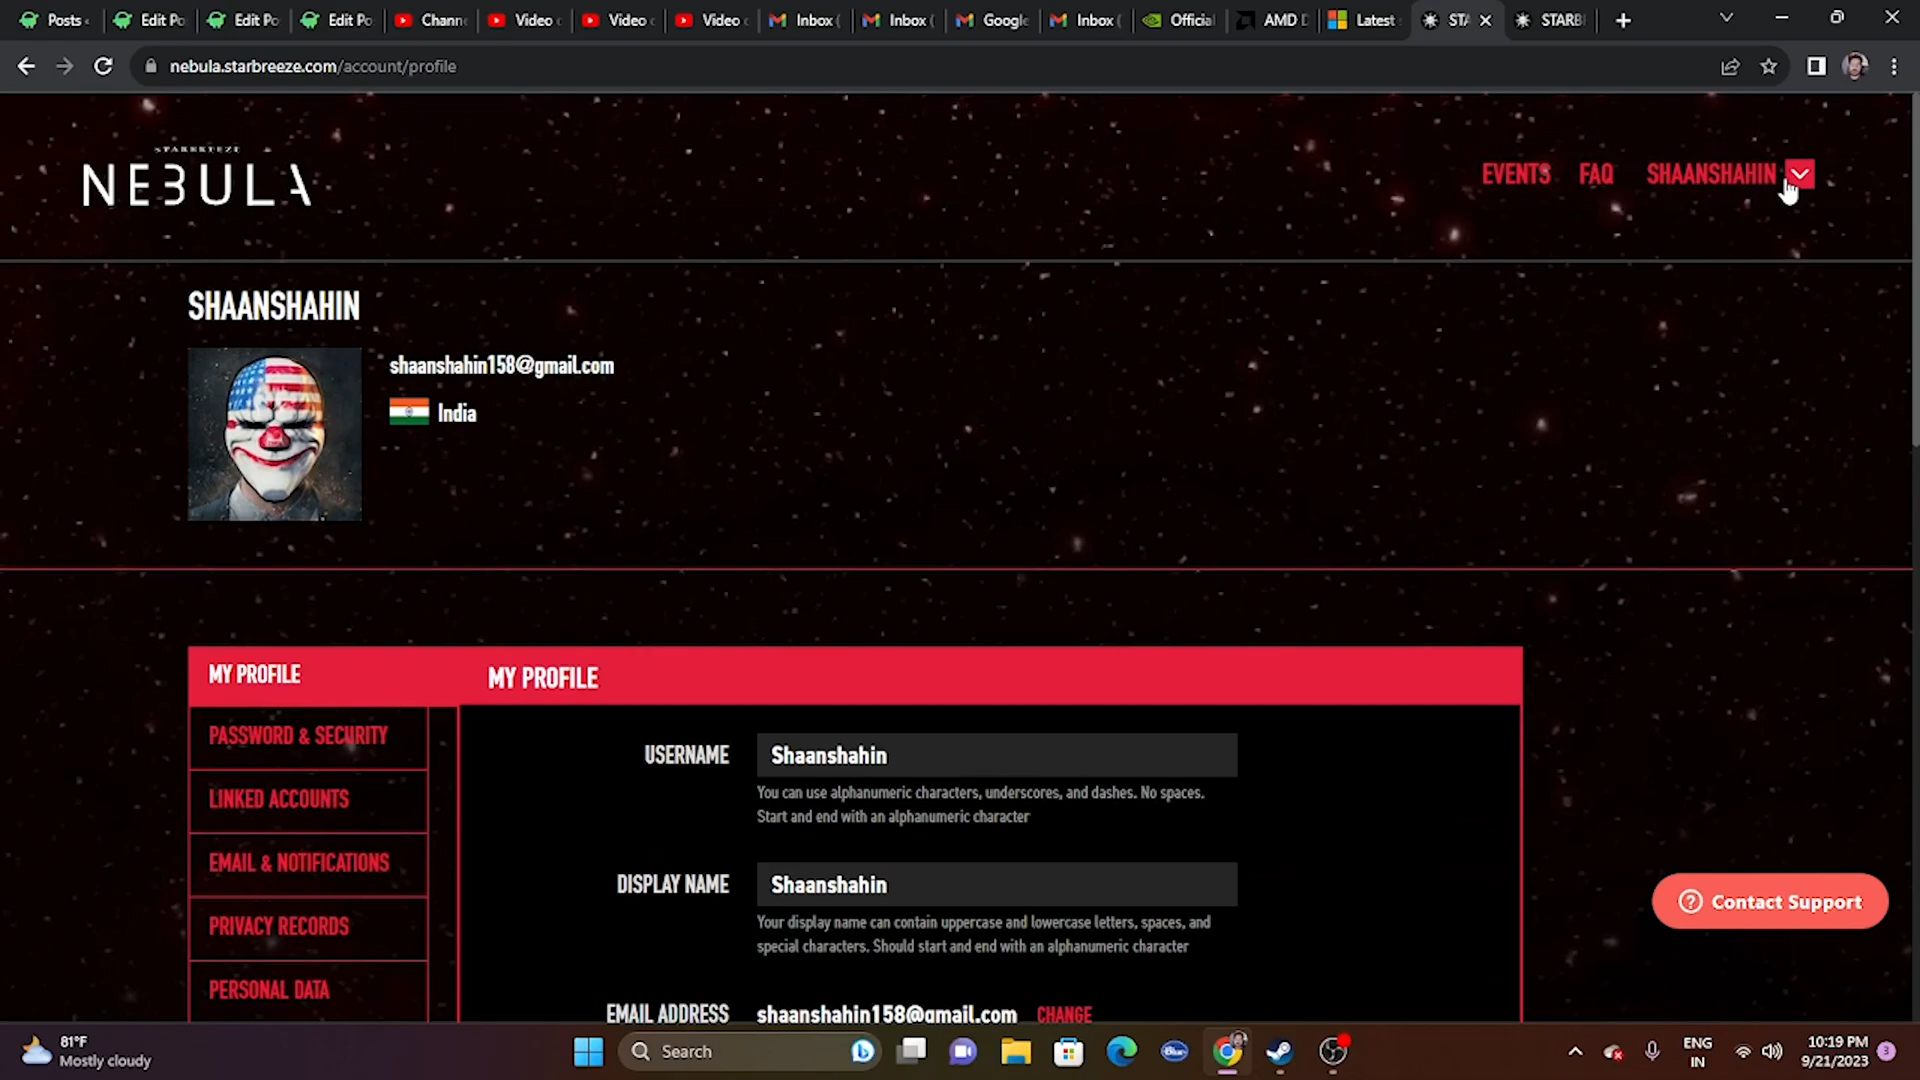 Posts
Edit Po
Edit Po
Edit Po
Chann
Video
Video
Video
Inbox (
Inbox (
Google
Inbox (
Official
AMD D
Latest
STA
STARB
nebula.starbreeze.com/account/profile
STARBREEZE
NEBULA
EVENTS FAQ SHAANSHAHIN
SHAANSHAHIN
shaanshahin158@gmail.com
India
MY PROFILE
PASSWORD & SECURITY
LINKED ACCOUNTS
EMAIL & NOTIFICATIONS
PRIVACY RECORDS
PERSONAL DATA
MY PROFILE
USERNAME Shaanshahin
You can use alphanumeric characters, underscores, and dashes. No spaces.
Start and end with an alphanumeric character
DISPLAY NAME Shaanshahin
Your display name can contain uppercase and lowercase letters, spaces, and
special characters. Should start and end with an alphanumeric character
EMAIL ADDRESS shaanshahin158@gmail.com CHANGE
Contact Support
81°F
Mostly cloudy
Search
ENG
IN
10:19 PM
9/21/2023
3